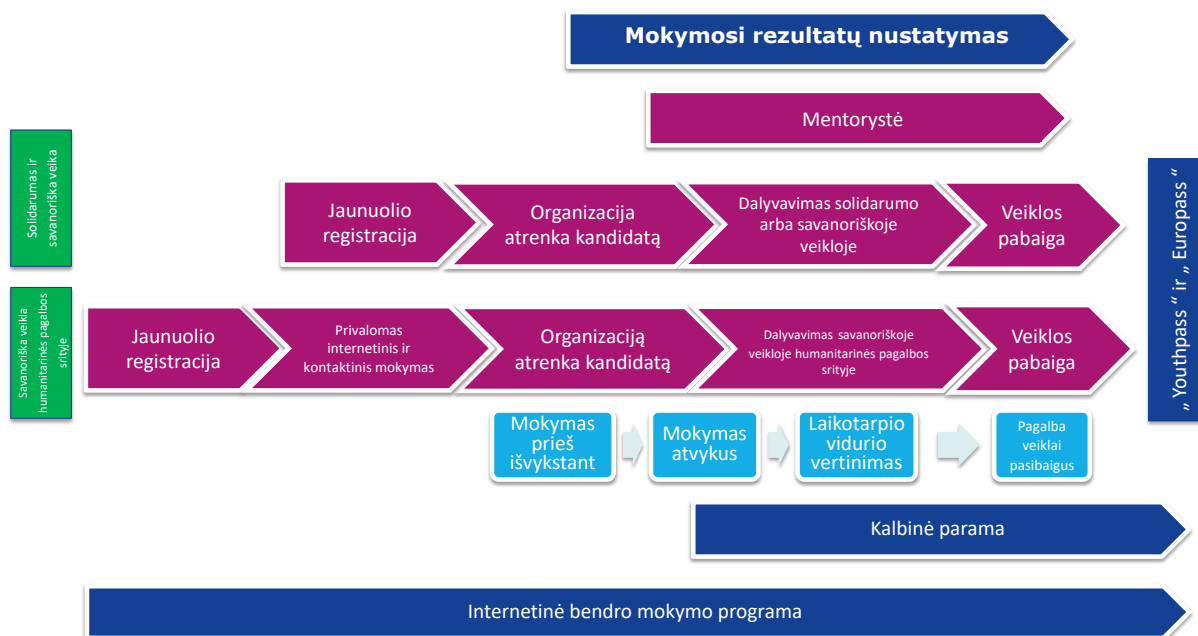 Mokymosi rezultatų nustatymas
Mentorystė
Solidarumas ir
savanoriška veika
Jaunuolio
registracija
Organizacija
atrenka kandidatą
Dalyvavimas solidarumo
arba savanoriškoje
veikloje
Veiklos
pabaiga
„ Youthpass “ ir „ Europass “
Savanoriška veikla
humanitarinės pagalbos
srityje
Jaunuolio
registracija
Privalomas
internetinis ir
kontaktinis mokymas
Organizaciją
atrenka kandidatą
Dalyvavimas savanoriškoje
veikloje humanitarinės pagalbos
srityje
Veiklos
pabaiga
Mokymas
prieš
išvykstant
Mokymas
atvykus
Laikotarpio
vidurio
vertinimas
Pagalba
veiklai
pasibaigus
Kalbinė parama
Internetinė bendro mokymo programa